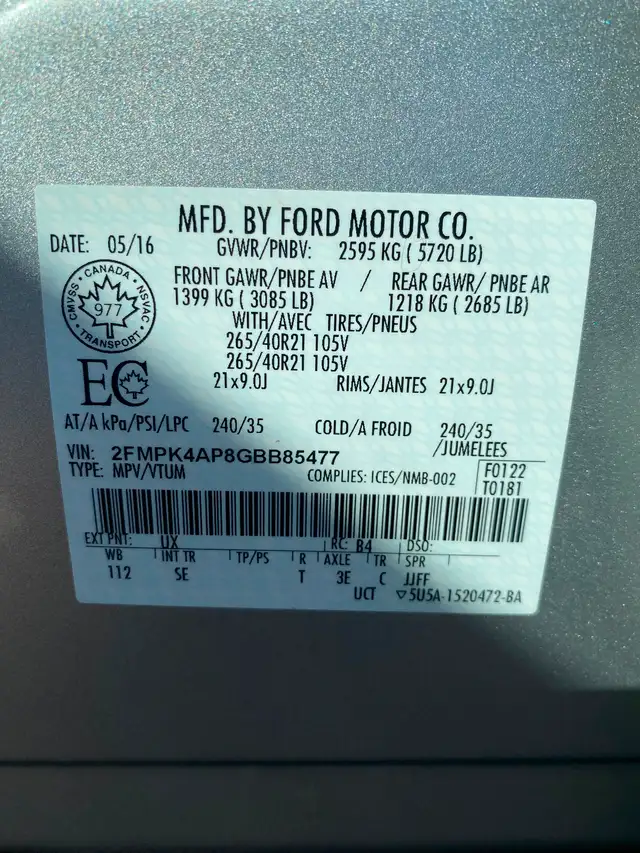 MFD. BY FORD MOTOR CO.
DATE: 05/16 GVWR/PNBV: 2595 KG ( 5720 LB)
FRONT GAWR/PNBE AV / REAR GAWR/ PNBE AR
1399 KG ( 3085 LB) 1218 KG ( 2685 LB)
WITH/AVEC TIRES/PNEUS
265/40R21 105V
265/40R21 105V
21x9.0J RIMS/JANTES 21x9.0J
CANADA
CMVSS 977 NSVAC
TRANSPORT
EC
AT/A kPa/PSI/LPC 240/35 COLD/A FROID 240/35
/JUMELEES
VIN: 2FMPK4AP8GBB85477
TYPE: MPV/VTUM COMPLIES: ICES/NMB-002 F0122
T0181
EXT PNT: UX RC: B4 DSO:
WB INT TR TP/PS R AXLE TR SPR
112 SE T 3E C JJFF
UCT ▽5U5A-1520472-BA